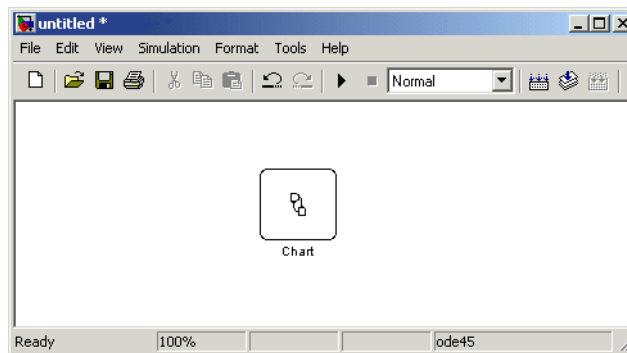 untitled *
File Edit View Simulation Format Tools Help
Normal
Chart
Ready 100% ode45